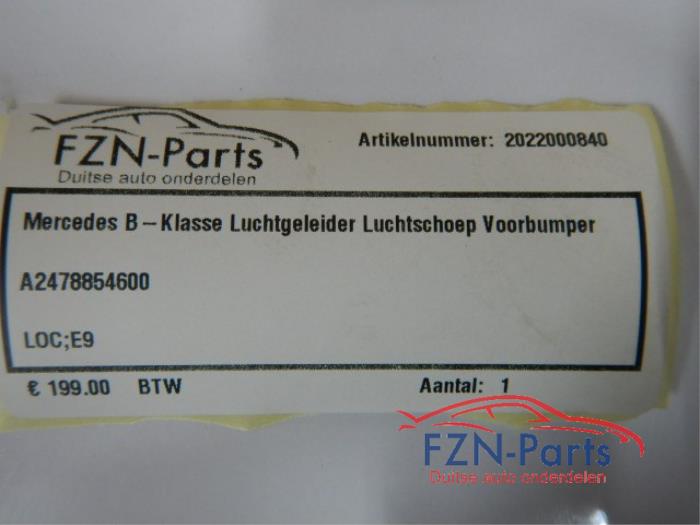 FZN-Parts
Duitse auto onderdelen
Artikelnummer: 2022000840
Mercedes B-Klasse Luchtgeleider Luchtschoep Voorbumper
A2478854600
LOC;E9
€ 199.00 BTW
Aantal: 1
FZN-Parts
Duitse auto onderdelen